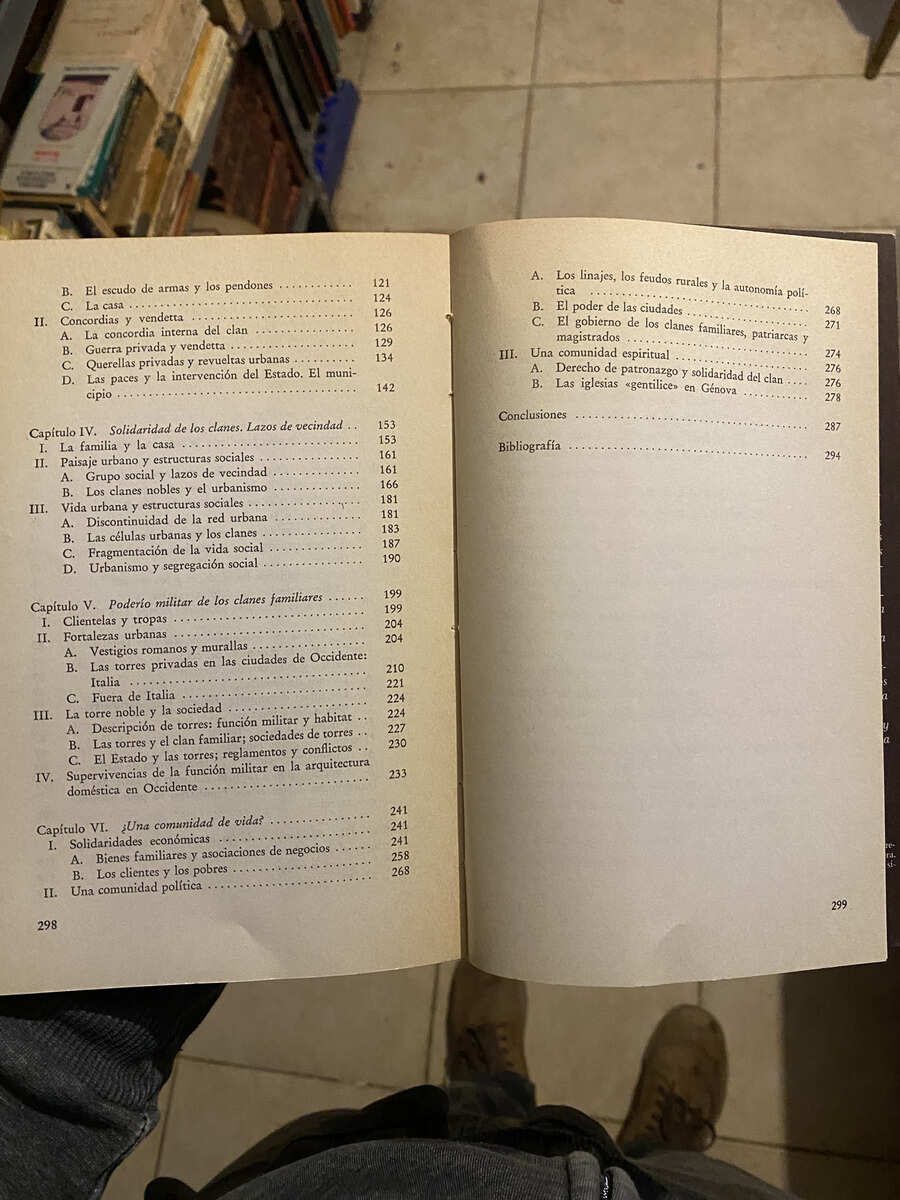 B. El escudo de armas y los pendones ............ 121
C. La casa ............ 124
II. Concordias y vendetta ............ 126
A. La concordia interna del clan ............ 126
B. Guerra privada y vendetta ............ 129
C. Querellas privadas y revueltas urbanas ............ 134
D. Las paces y la intervención del Estado. El muni-
cipio ............ 142
Capítulo IV. Solidaridad de los clanes. Lazos de vecindad .. 153
I. La familia y la casa ............ 153
II. Paisaje urbano y estructuras sociales ............ 161
A. Grupo social y lazos de vecindad ............ 161
B. Los clanes nobles y el urbanismo ............ 166
III. Vida urbana y estructuras sociales ............ 181
A. Discontinuidad de la red urbana ............ 181
B. Las células urbanas y los clanes ............ 183
C. Fragmentación de la vida social ............ 187
D. Urbanismo y segregación social ............ 190
Capítulo V. Poderío militar de los clanes familiares ...... 199
I. Clientelas y tropas ............ 199
II. Fortalezas urbanas ............ 204
A. Vestigios romanos y murallas ............ 204
B. Las torres privadas en las ciudades de Occidente:
Italia ............ 210
C. Fuera de Italia ............ 221
III. La torre noble y la sociedad ............ 224
A. Descripción de torres: función militar y habitat .. 224
B. Las torres y el clan familiar; sociedades de torres .. 227
C. El Estado y las torres; reglamentos y conflictos .. 230
IV. Supervivencias de la función militar en la arquitectura
doméstica en Occidente ............ 233
Capítulo VI. ¿Una comunidad de vida? ............ 241
I. Solidaridades económicas ............ 241
A. Bienes familiares y asociaciones de negocios ...... 241
B. Los clientes y los pobres ............ 258
II. Una comunidad política ............ 268
298
A. Los linajes, los feudos rurales y la autonomía polí-
tica ............ 268
B. El poder de las ciudades ............ 271
C. El gobierno de los clanes familiares, patriarcas y
magistrados ............ 274
III. Una comunidad espiritual ............ 276
A. Derecho de patronazgo y solidaridad del clan .... 276
B. Las iglesias «gentilice» en Génova ............ 278
Conclusiones ............ 287
Bibliografía ............ 294
299